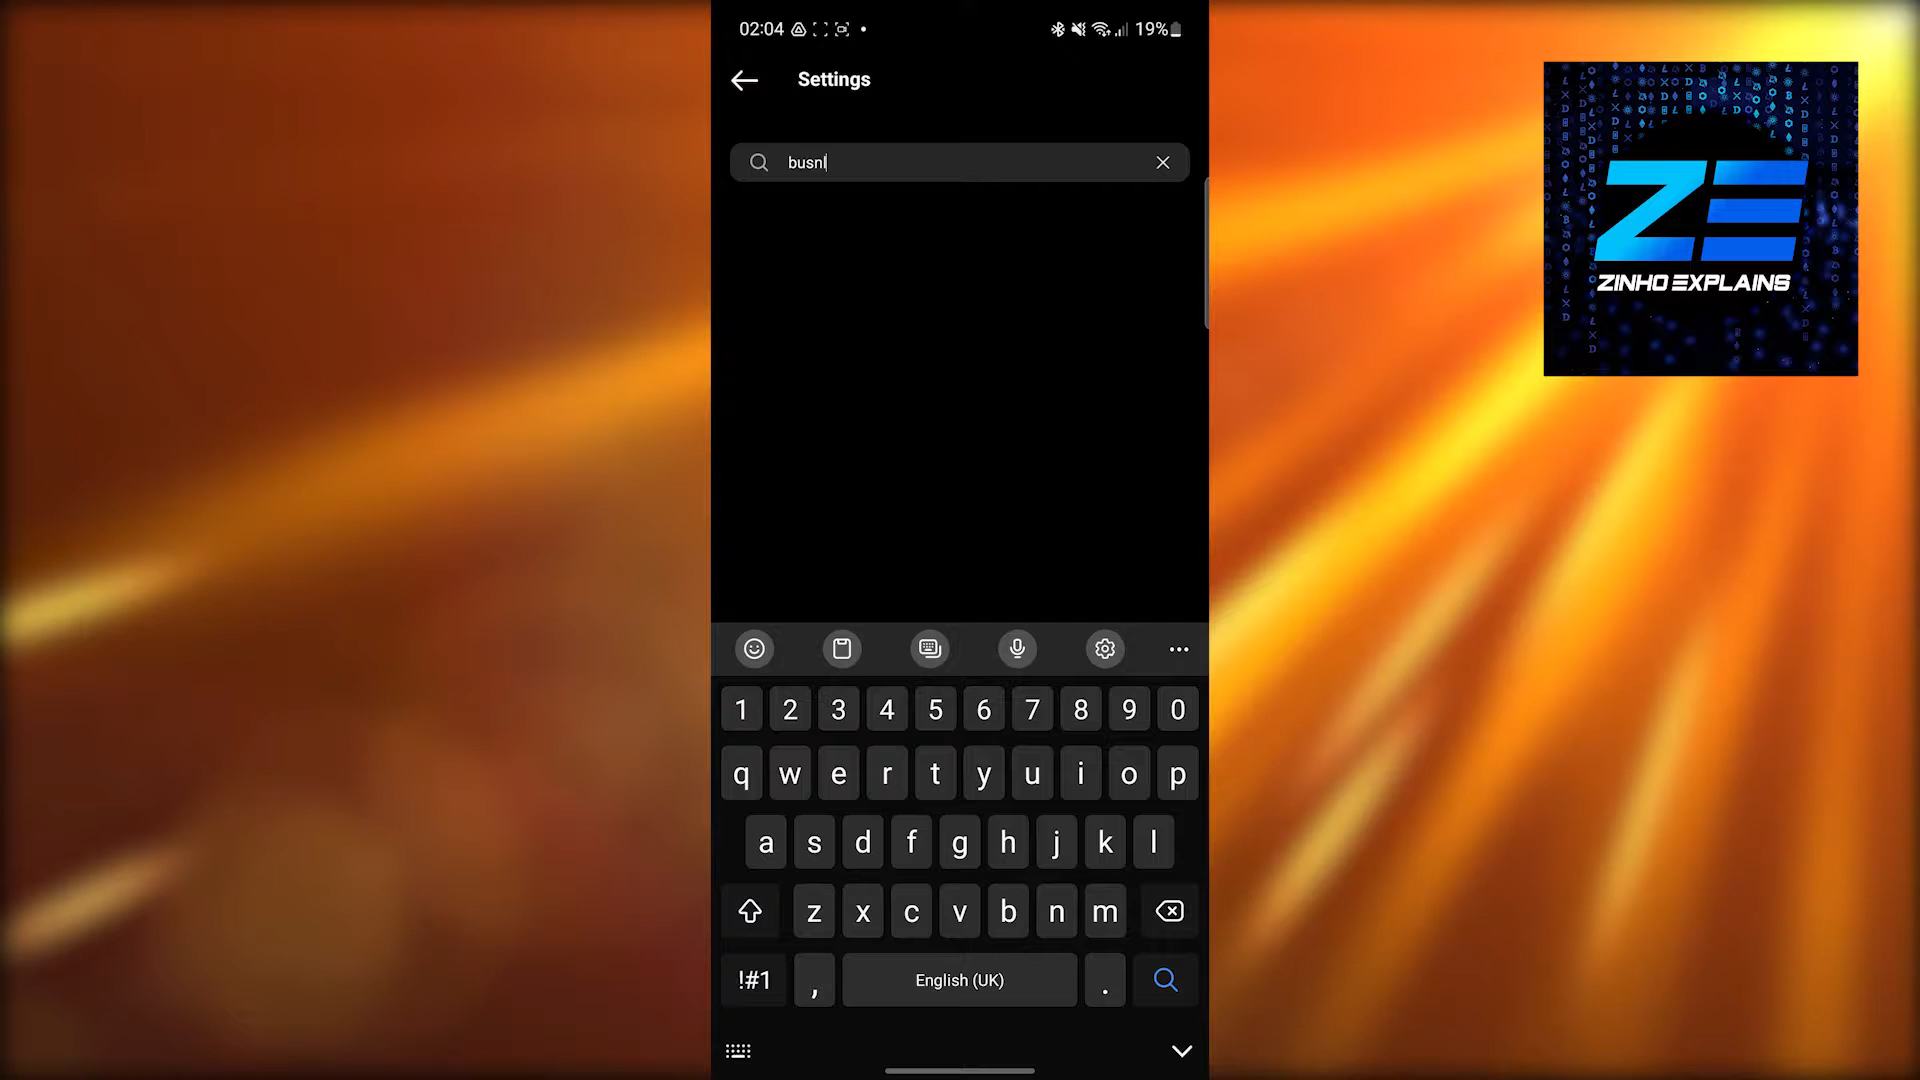 02:04
19%
Settings
busnl
ZE
ZINHO EXPLAINS
1 2 3 4 5 6 7 8 9 0
q w e r t y u i o p
a s d f g h j k l
z x c v b n m
!#1 , English (UK) .